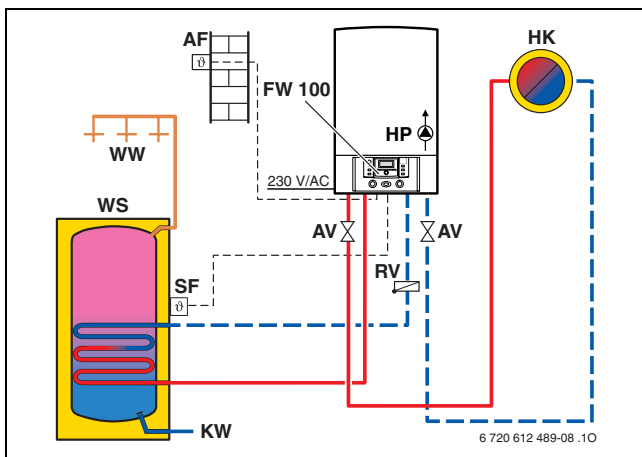 AF
HK
ϑ
FW 100
HP
WW
230 V/AC
WS
AV
AV
SF
RV
ϑ
KW
6 720 612 489-08 .1O